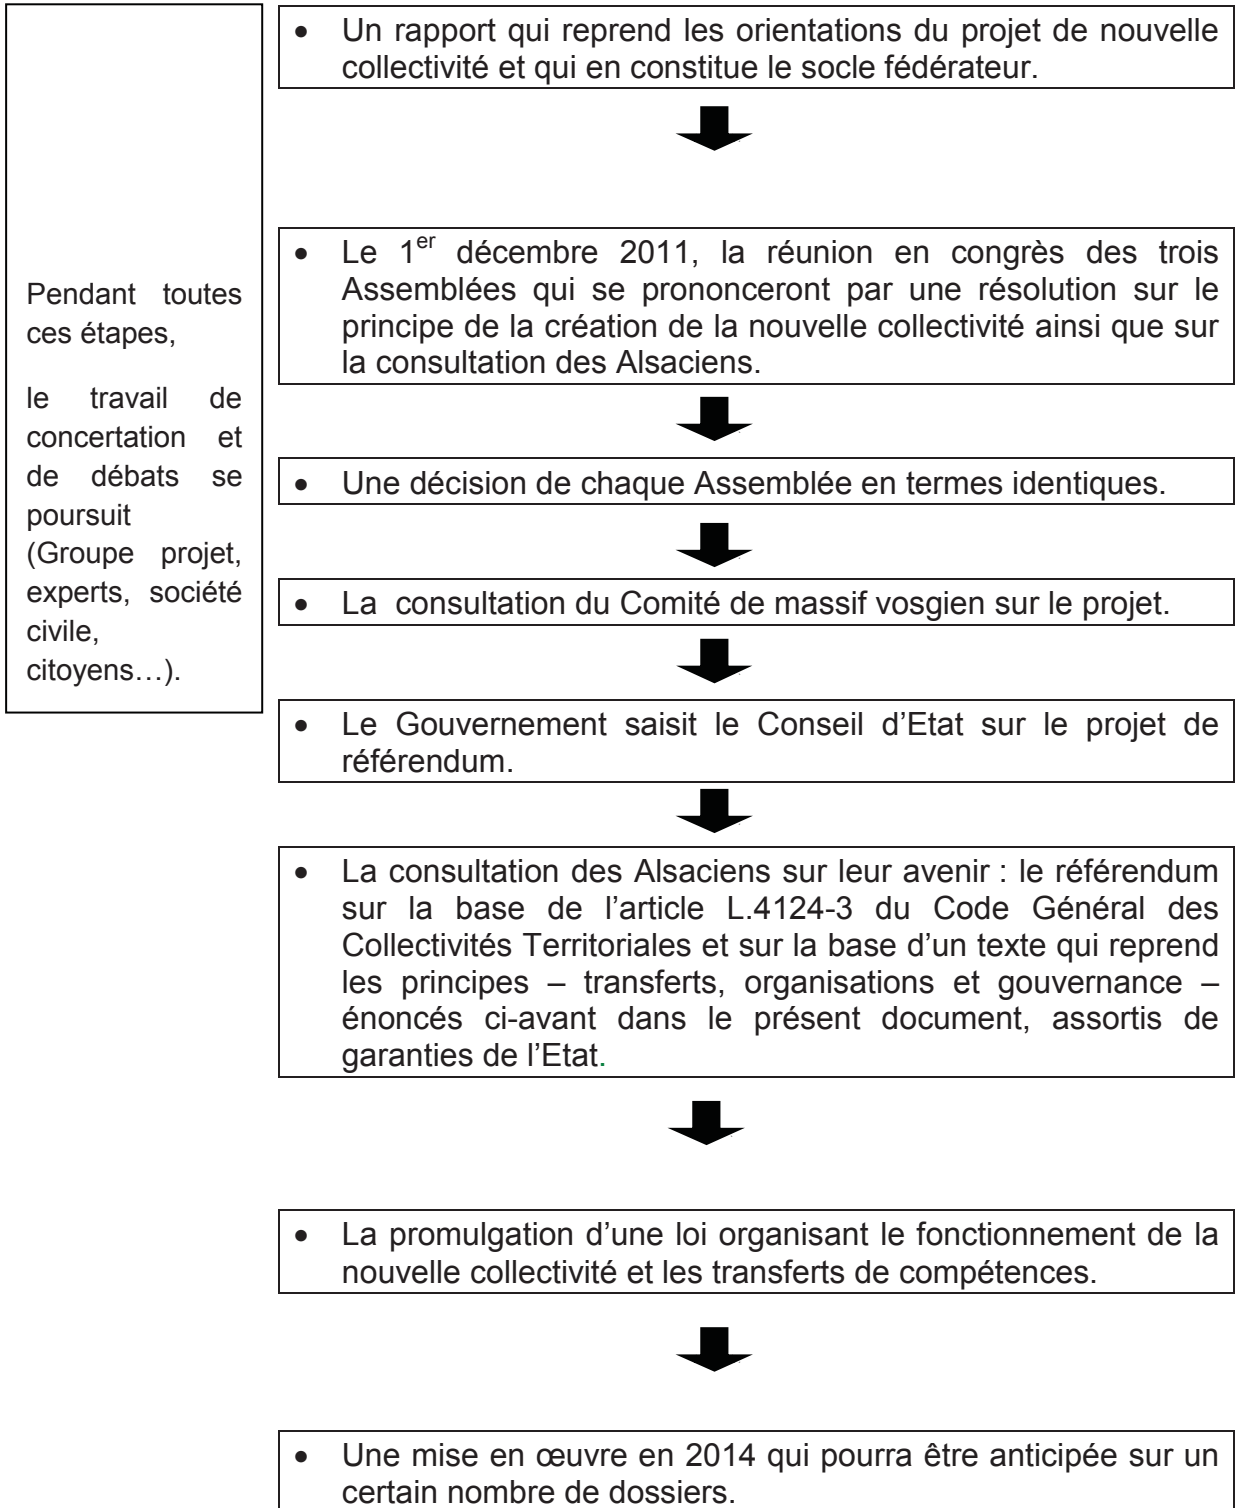 Pendant toutes
ces étapes,
le travail de
concertation et
de débats se
poursuit
(Groupe projet,
experts, société
civile,
citoyens…).
• Un rapport qui reprend les orientations du projet de nouvelle
collectivité et qui en constitue le socle fédérateur.
• Le 1er décembre 2011, la réunion en congrès des trois
Assemblées qui se prononceront par une résolution sur le
principe de la création de la nouvelle collectivité ainsi que sur
la consultation des Alsaciens.
• Une décision de chaque Assemblée en termes identiques.
• La consultation du Comité de massif vosgien sur le projet.
• Le Gouvernement saisit le Conseil d’Etat sur le projet de
référendum.
• La consultation des Alsaciens sur leur avenir : le référendum
sur la base de l’article L.4124-3 du Code Général des
Collectivités Territoriales et sur la base d’un texte qui reprend
les principes – transferts, organisations et gouvernance –
énoncés ci-avant dans le présent document, assortis de
garanties de l’Etat.
• La promulgation d’une loi organisant le fonctionnement de la
nouvelle collectivité et les transferts de compétences.
• Une mise en œuvre en 2014 qui pourra être anticipée sur un
certain nombre de dossiers.